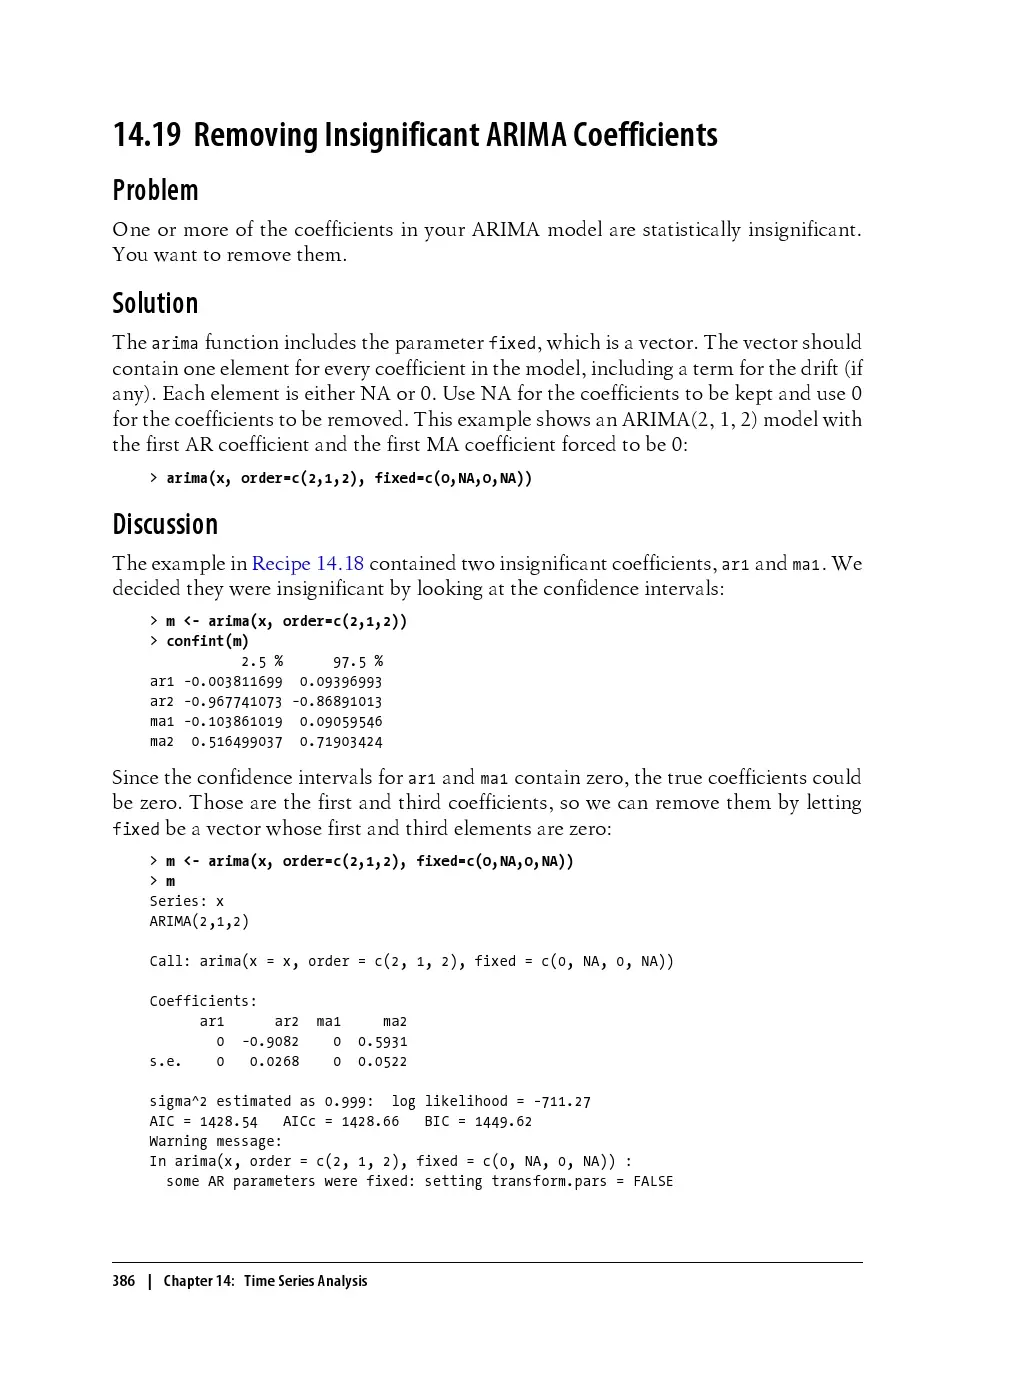 14.19 Removing Insignificant ARIMA Coefficients
Problem
One or more of the coefficients in your ARIMA model are statistically insignificant.
You want to remove them.
Solution
The arima function includes the parameter fixed, which is a vector. The vector should
contain one element for every coefficient in the model, including a term for the drift (if
any). Each element is either NA or 0. Use NA for the coefficients to be kept and use 0
for the coefficients to be removed. This example shows an ARIMA(2, 1, 2) model with
the first AR coefficient and the first MA coefficient forced to be 0:
> arima(x, order=c(2,1,2), fixed=c(0,NA,0,NA))
Discussion
The example in Recipe 14.18 contained two insignificant coefficients, ar1 and ma1. We
decided they were insignificant by looking at the confidence intervals:
> m <- arima(x, order=c(2,1,2))
> confint(m)
2.5 % 97.5 %
ar1 -0.003811699 0.09396993
ar2 -0.967741073 -0.86891013
ma1 -0.103861019 0.09059546
ma2 0.516499037 0.71903424
Since the confidence intervals for ar1 and ma1 contain zero, the true coefficients could
be zero. Those are the first and third coefficients, so we can remove them by letting
fixed be a vector whose first and third elements are zero:
> m <- arima(x, order=c(2,1,2), fixed=c(0,NA,0,NA))
> m
Series: x
ARIMA(2,1,2)
Call: arima(x = x, order = c(2, 1, 2), fixed = c(0, NA, 0, NA))
Coefficients:
ar1 ar2 ma1 ma2
0 -0.9082 0 0.5931
s.e. 0 0.0268 0 0.0522
sigma^2 estimated as 0.999: log likelihood = -711.27
AIC = 1428.54 AICc = 1428.66 BIC = 1449.62
Warning message:
In arima(x, order = c(2, 1, 2), fixed = c(0, NA, 0, NA)) :
some AR parameters were fixed: setting transform.pars = FALSE
386 | Chapter 14: Time Series Analysis